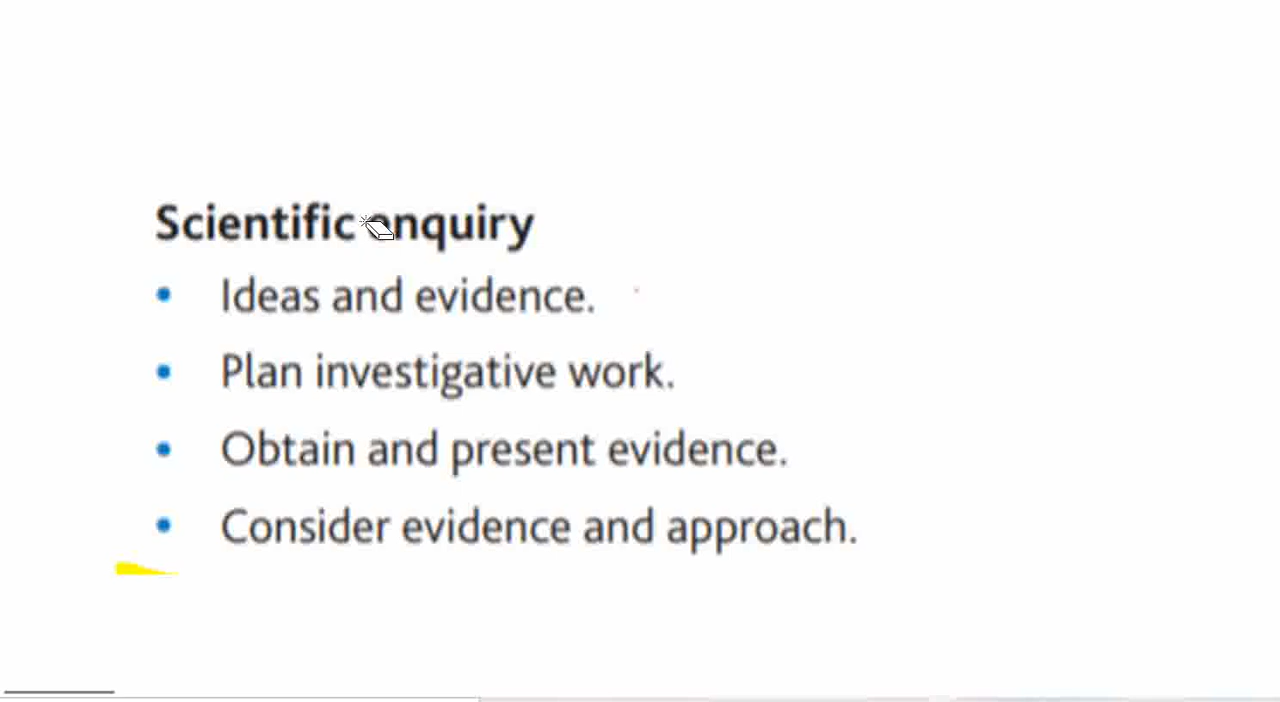 Scientific enquiry
• Ideas and evidence.
• Plan investigative work.
• Obtain and present evidence.
• Consider evidence and approach.